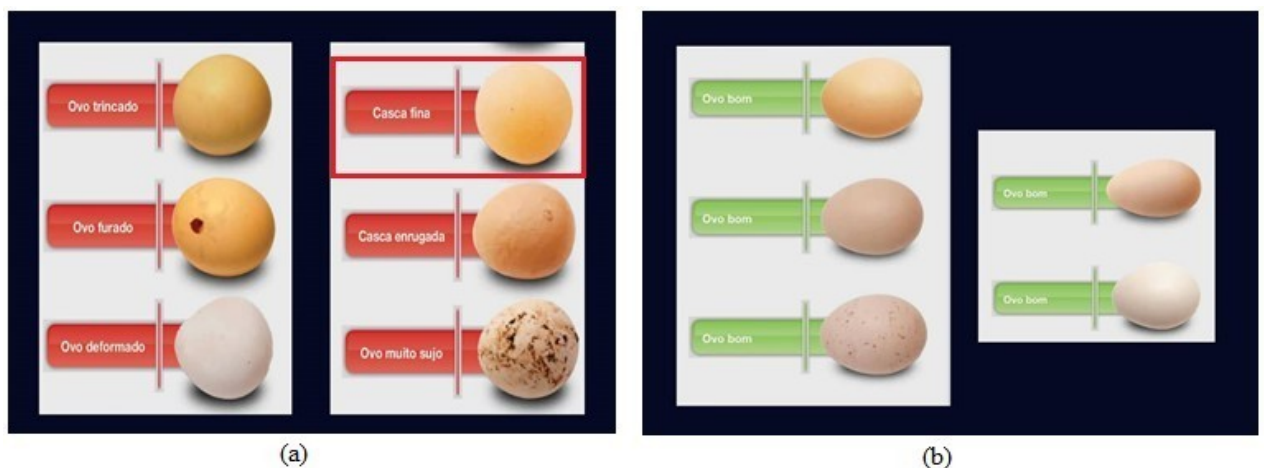 Ovo trincado
Ovo furado
Ovo deformado
Casca fina
Casca enrugada
Ovo muito sujo
(a)
Ovo bom
Ovo bom
Ovo bom
Ovo bom
Ovo bom
(b)